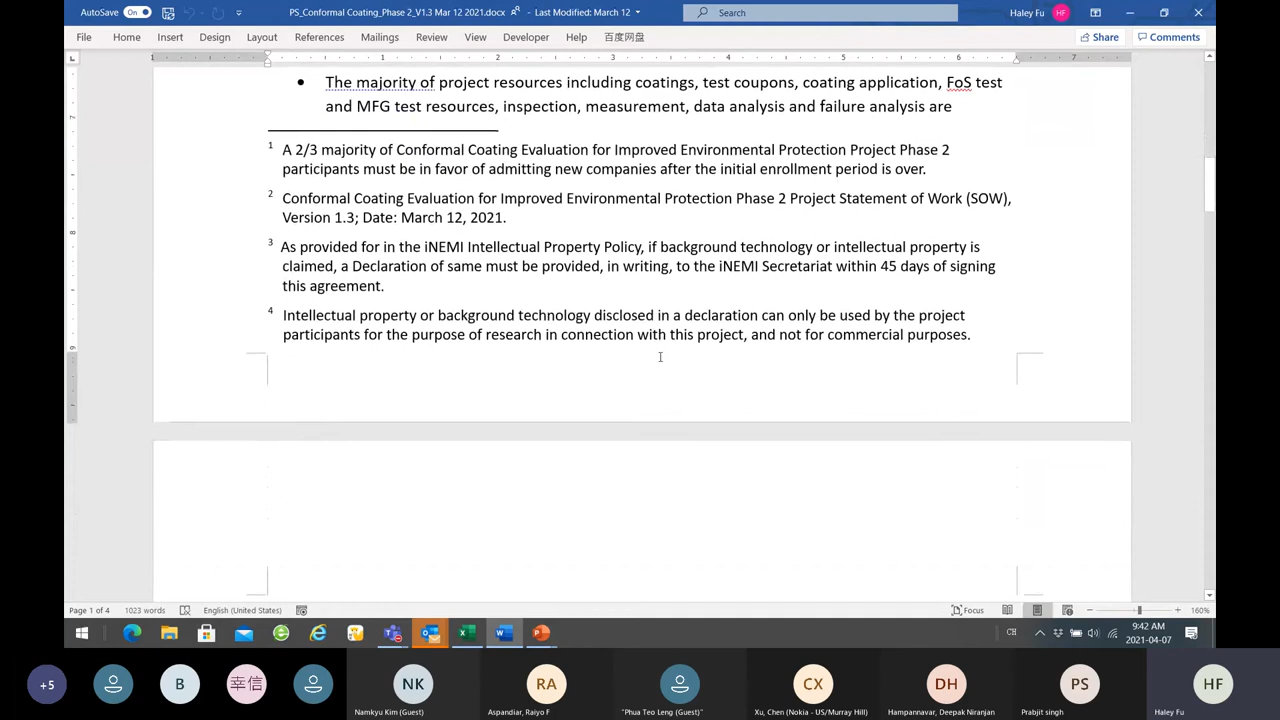 AutoSave On PS_Conformal Coating_Phase 2_V1.3 Mar 12 2021.docx - Last Modified: March 12 Search Haley Fu HF
File Home Insert Design Layout References Mailings Review View Developer Help 百度网盘 Share Comments
1 1 2 3 4 5 6 7
• The majority of project resources including coatings, test coupons, coating application, FoS test
and MFG test resources, inspection, measurement, data analysis and failure analysis are
1 A 2/3 majority of Conformal Coating Evaluation for Improved Environmental Protection Project Phase 2
participants must be in favor of admitting new companies after the initial enrollment period is over.
2 Conformal Coating Evaluation for Improved Environmental Protection Phase 2 Project Statement of Work (SOW),
Version 1.3; Date: March 12, 2021.
3 As provided for in the iNEMI Intellectual Property Policy, if background technology or intellectual property is
claimed, a Declaration of same must be provided, in writing, to the iNEMI Secretariat within 45 days of signing
this agreement.
4 Intellectual property or background technology disclosed in a declaration can only be used by the project
participants for the purpose of research in connection with this project, and not for commercial purposes.
Page 1 of 4 1023 words English (United States) Focus 160%
CH 9:42 AM
2021-04-07
+5 B 幸信 NK RA CX DH PS HF
Namkyu Kim (Guest) Aspandiar, Raiyo F "Phua Teo Leng (Guest)" Xu, Chen (Nokia - US/Murray Hill) Hampannavar, Deepak Niranjan Prabjit singh Haley Fu